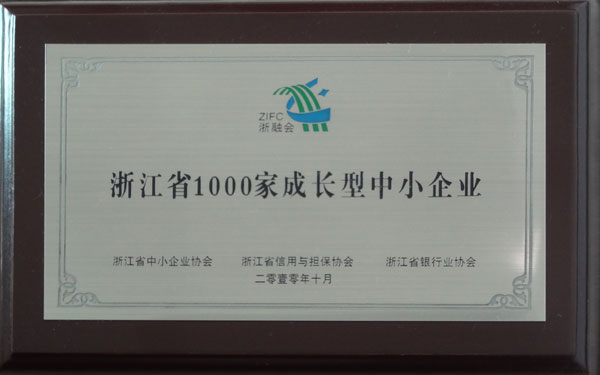 ZIFC
浙融会
浙江省1000家成长型中小企业
浙江省中小企业协会 浙江省信用与担保协会 浙江省银行业协会
二零壹零年十月